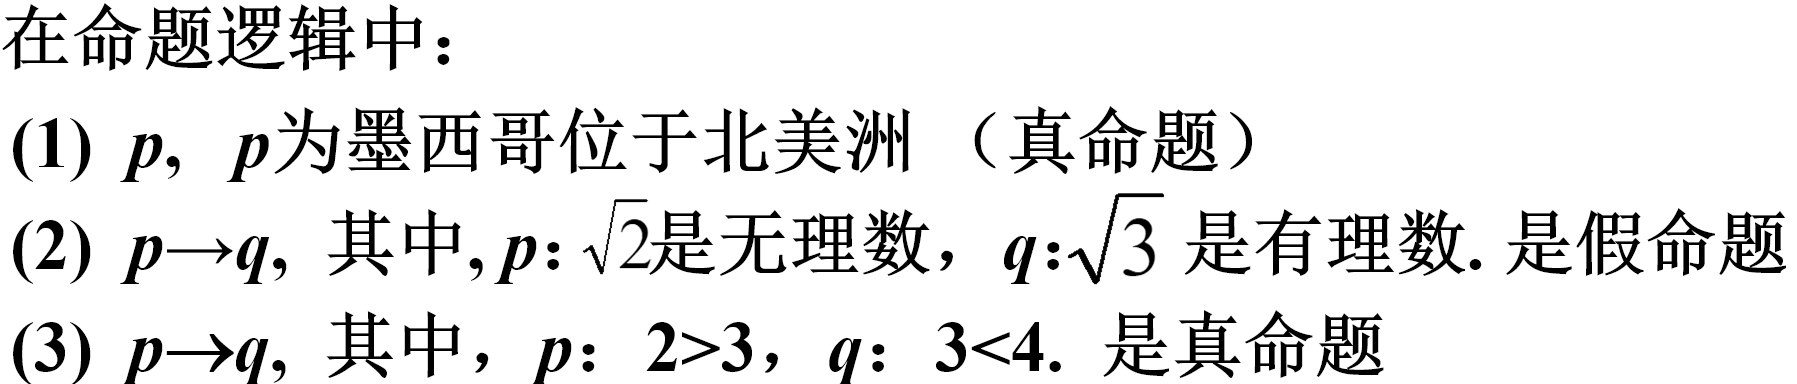 在命题逻辑中：
(1) p, p为墨西哥位于北美洲 （真命题）
(2) p→q, 其中, p: √2是无理数，q:√3 是有理数. 是假命题
(3) p→q, 其中，p：2>3，q：3<4. 是真命题